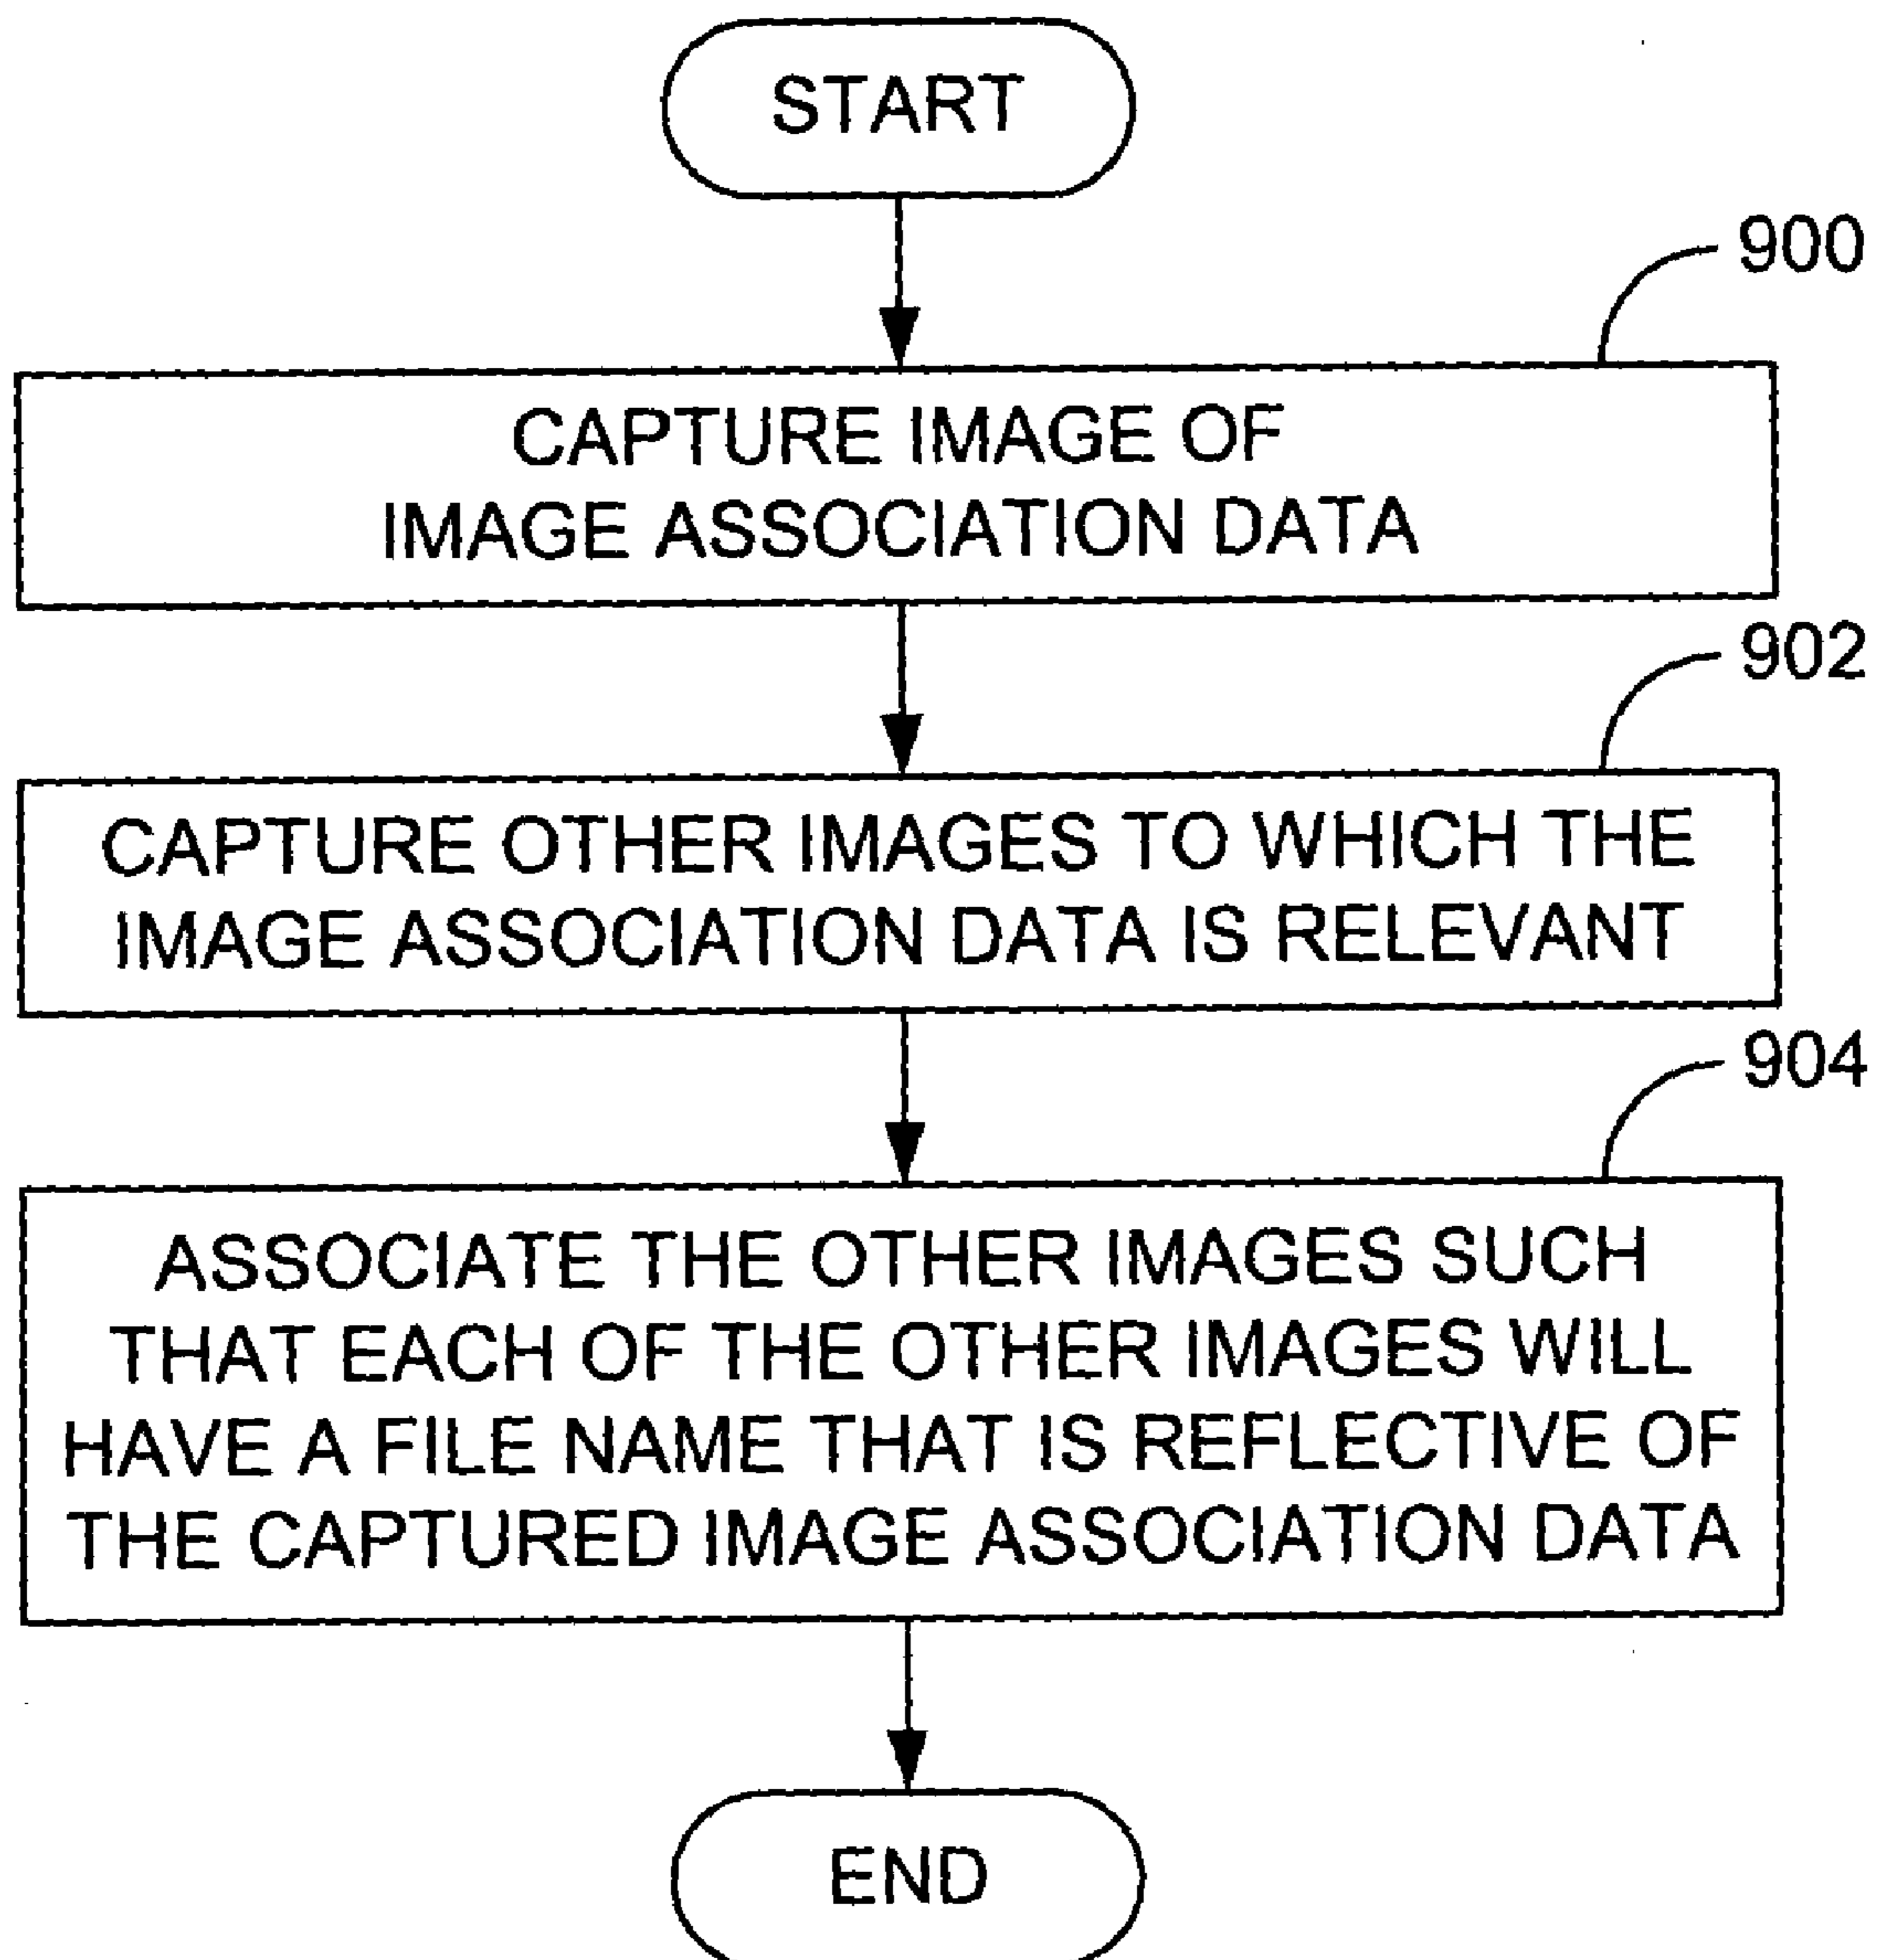 START
900
CAPTURE IMAGE OF
IMAGE ASSOCIATION DATA
902
CAPTURE OTHER IMAGES TO WHICH THE
IMAGE ASSOCIATION DATA IS RELEVANT
904
ASSOCIATE THE OTHER IMAGES SUCH
THAT EACH OF THE OTHER IMAGES WILL
HAVE A FILE NAME THAT IS REFLECTIVE OF
THE CAPTURED IMAGE ASSOCIATION DATA
END